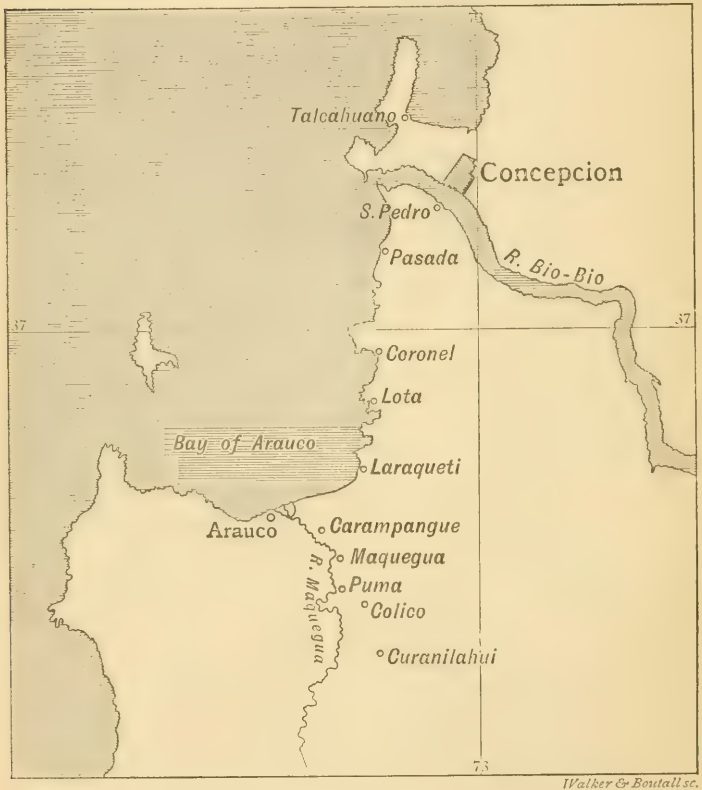 73
Talcahuano
Concepcion
S. Pedro
Pasada
R. Bio-Bio
37
37
Coronel
Lota
Bay of Arauco
Laraqueti
Arauco
Carampangue
Maquegua
R. Maquegua
Puma
Colico
Curanilahui
73
Walker & Boutall sc.